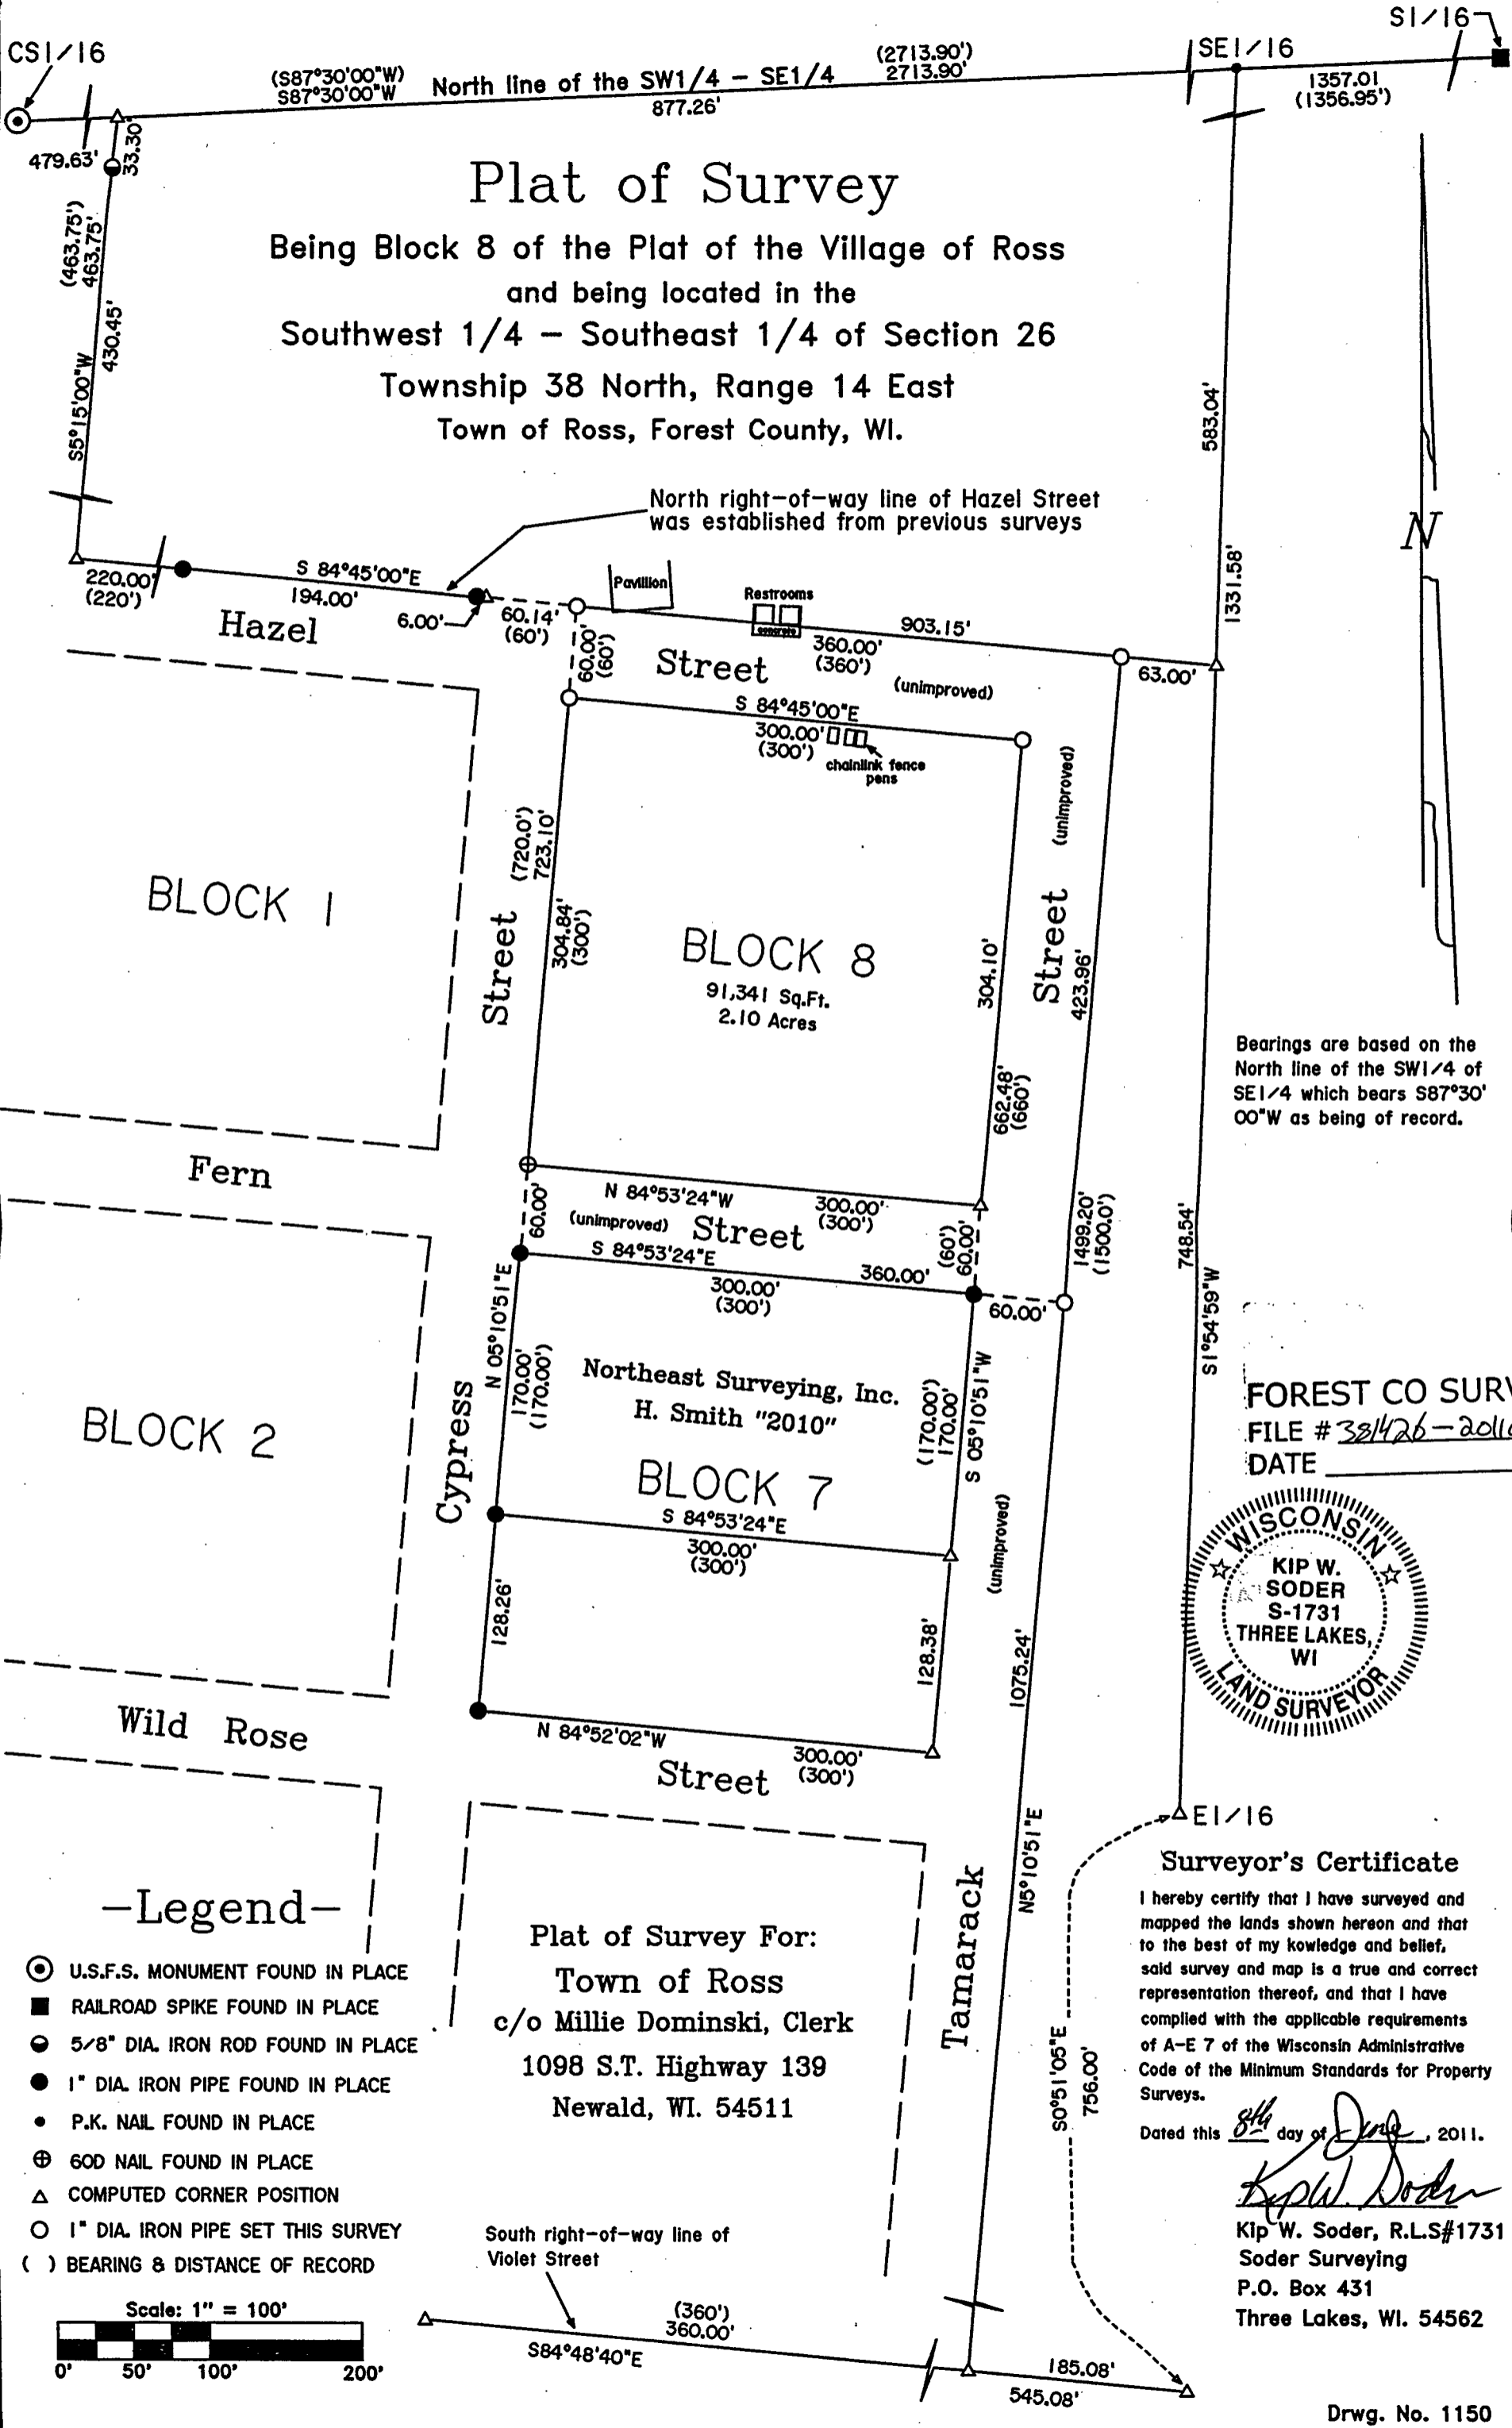 CS1/16
(S87°30'00"W)
S87°30'00"W
North line of the SW1/4 - SE1/4
(2713.90')
2713.90'
877.26'
SE1/16
S1/16
1357.01
(1356.95')
479.63'
33.30'
(463.75')
463.75'
430.45'
S5°15'00"W
Plat of Survey
Being Block 8 of the Plat of the Village of Ross
and being located in the
Southwest 1/4 - Southeast 1/4 of Section 26
Township 38 North, Range 14 East
Town of Ross, Forest County, WI.
583.04'
1331.58'
N
North right-of-way line of Hazel Street
was established from previous surveys
220.00'
(220')
S 84°45'00"E
194.00'
6.00'
60.14'
(60')
Pavillion
Restrooms
concrete
903.15'
360.00'
(360')
63.00'
Hazel
Street
(unimproved)
60.00'
(60')
S 84°45'00"E
300.00'
(300')
chainlink fence
pens
(720.0')
723.10'
304.84'
(300')
Street
BLOCK 1
BLOCK 8
91,341 Sq.Ft.
2.10 Acres
304.10'
662.48'
(660')
Street
(unimproved)
423.96'
1499.20'
(1500.0')
748.54'
S1°54'59"W
Bearings are based on the
North line of the SW1/4 of
SE1/4 which bears S87°30'
00"W as being of record.
Fern
N 84°53'24"W
300.00'
(300')
60.00'
(unimproved)
Street
(60')
60.00'
S 84°53'24"E
360.00'
300.00'
(300')
60.00'
N 05°10'51"E
170.00'
(170.00')
Northeast Surveying, Inc.
H. Smith "2010"
(170.00')
170.00'
S 05°10'51"W
BLOCK 2
Cypress
BLOCK 7
S 84°53'24"E
300.00'
(300')
(unimproved)
128.26'
128.38'
1075.24'
N 84°52'02"W
300.00'
(300')
Wild Rose
Street
FOREST CO SURV
FILE # 381426-2011
DATE
WISCONSIN
KIP W.
SODER
S-1731
THREE LAKES,
WI
LAND SURVEYOR
E1/16
N5°10'51"E
Tamarack
S0°51'05"E
756.00'
-Legend-
U.S.F.S. MONUMENT FOUND IN PLACE
RAILROAD SPIKE FOUND IN PLACE
5/8" DIA. IRON ROD FOUND IN PLACE
1" DIA. IRON PIPE FOUND IN PLACE
P.K. NAIL FOUND IN PLACE
60D NAIL FOUND IN PLACE
COMPUTED CORNER POSITION
1" DIA. IRON PIPE SET THIS SURVEY
( ) BEARING & DISTANCE OF RECORD
Scale: 1" = 100'
0' 50' 100' 200'
Plat of Survey For:
Town of Ross
c/o Millie Dominski, Clerk
1098 S.T. Highway 139
Newald, WI. 54511
Surveyor's Certificate
I hereby certify that I have surveyed and
mapped the lands shown hereon and that
to the best of my kowledge and belief,
said survey and map is a true and correct
representation thereof, and that I have
complied with the applicable requirements
of A-E 7 of the Wisconsin Administrative
Code of the Minimum Standards for Property
Surveys.
Dated this 8th day of June, 2011.
Kip W. Soder
Kip W. Soder, R.L.S#1731
Soder Surveying
P.O. Box 431
Three Lakes, WI. 54562
South right-of-way line of
Violet Street
(360')
360.00'
S84°48'40"E
185.08'
545.08'
Drwg. No. 1150